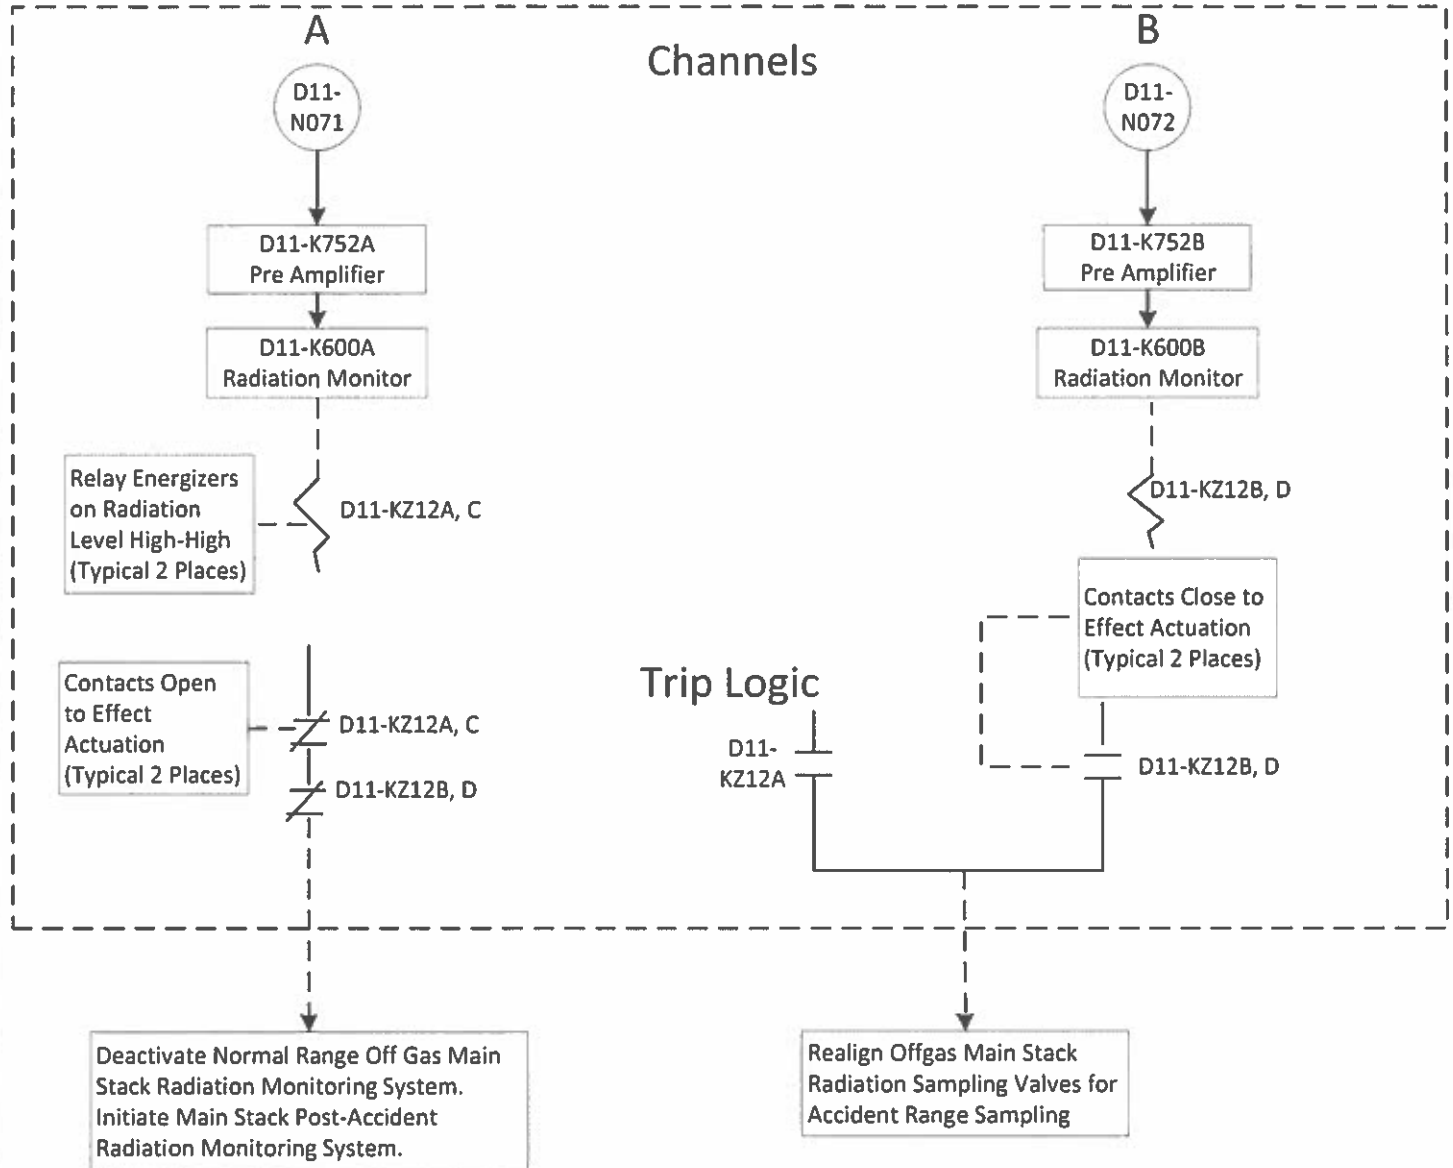 A
B
Channels
D11-
N071
D11-
N072
D11-K752A
Pre Amplifier
D11-K752B
Pre Amplifier
D11-K600A
Radiation Monitor
D11-K600B
Radiation Monitor
Relay Energizers
on Radiation
Level High-High
(Typical 2 Places)
D11-KZ12A, C
D11-KZ12B, D
Contacts Close to
Effect Actuation
(Typical 2 Places)
Trip Logic
Contacts Open
to Effect
Actuation
(Typical 2 Places)
D11-KZ12A, C
D11-KZ12B, D
D11-
KZ12A
D11-KZ12B, D
Deactivate Normal Range Off Gas Main
Stack Radiation Monitoring System.
Initiate Main Stack Post-Accident
Radiation Monitoring System.
Realign Offgas Main Stack
Radiation Sampling Valves for
Accident Range Sampling